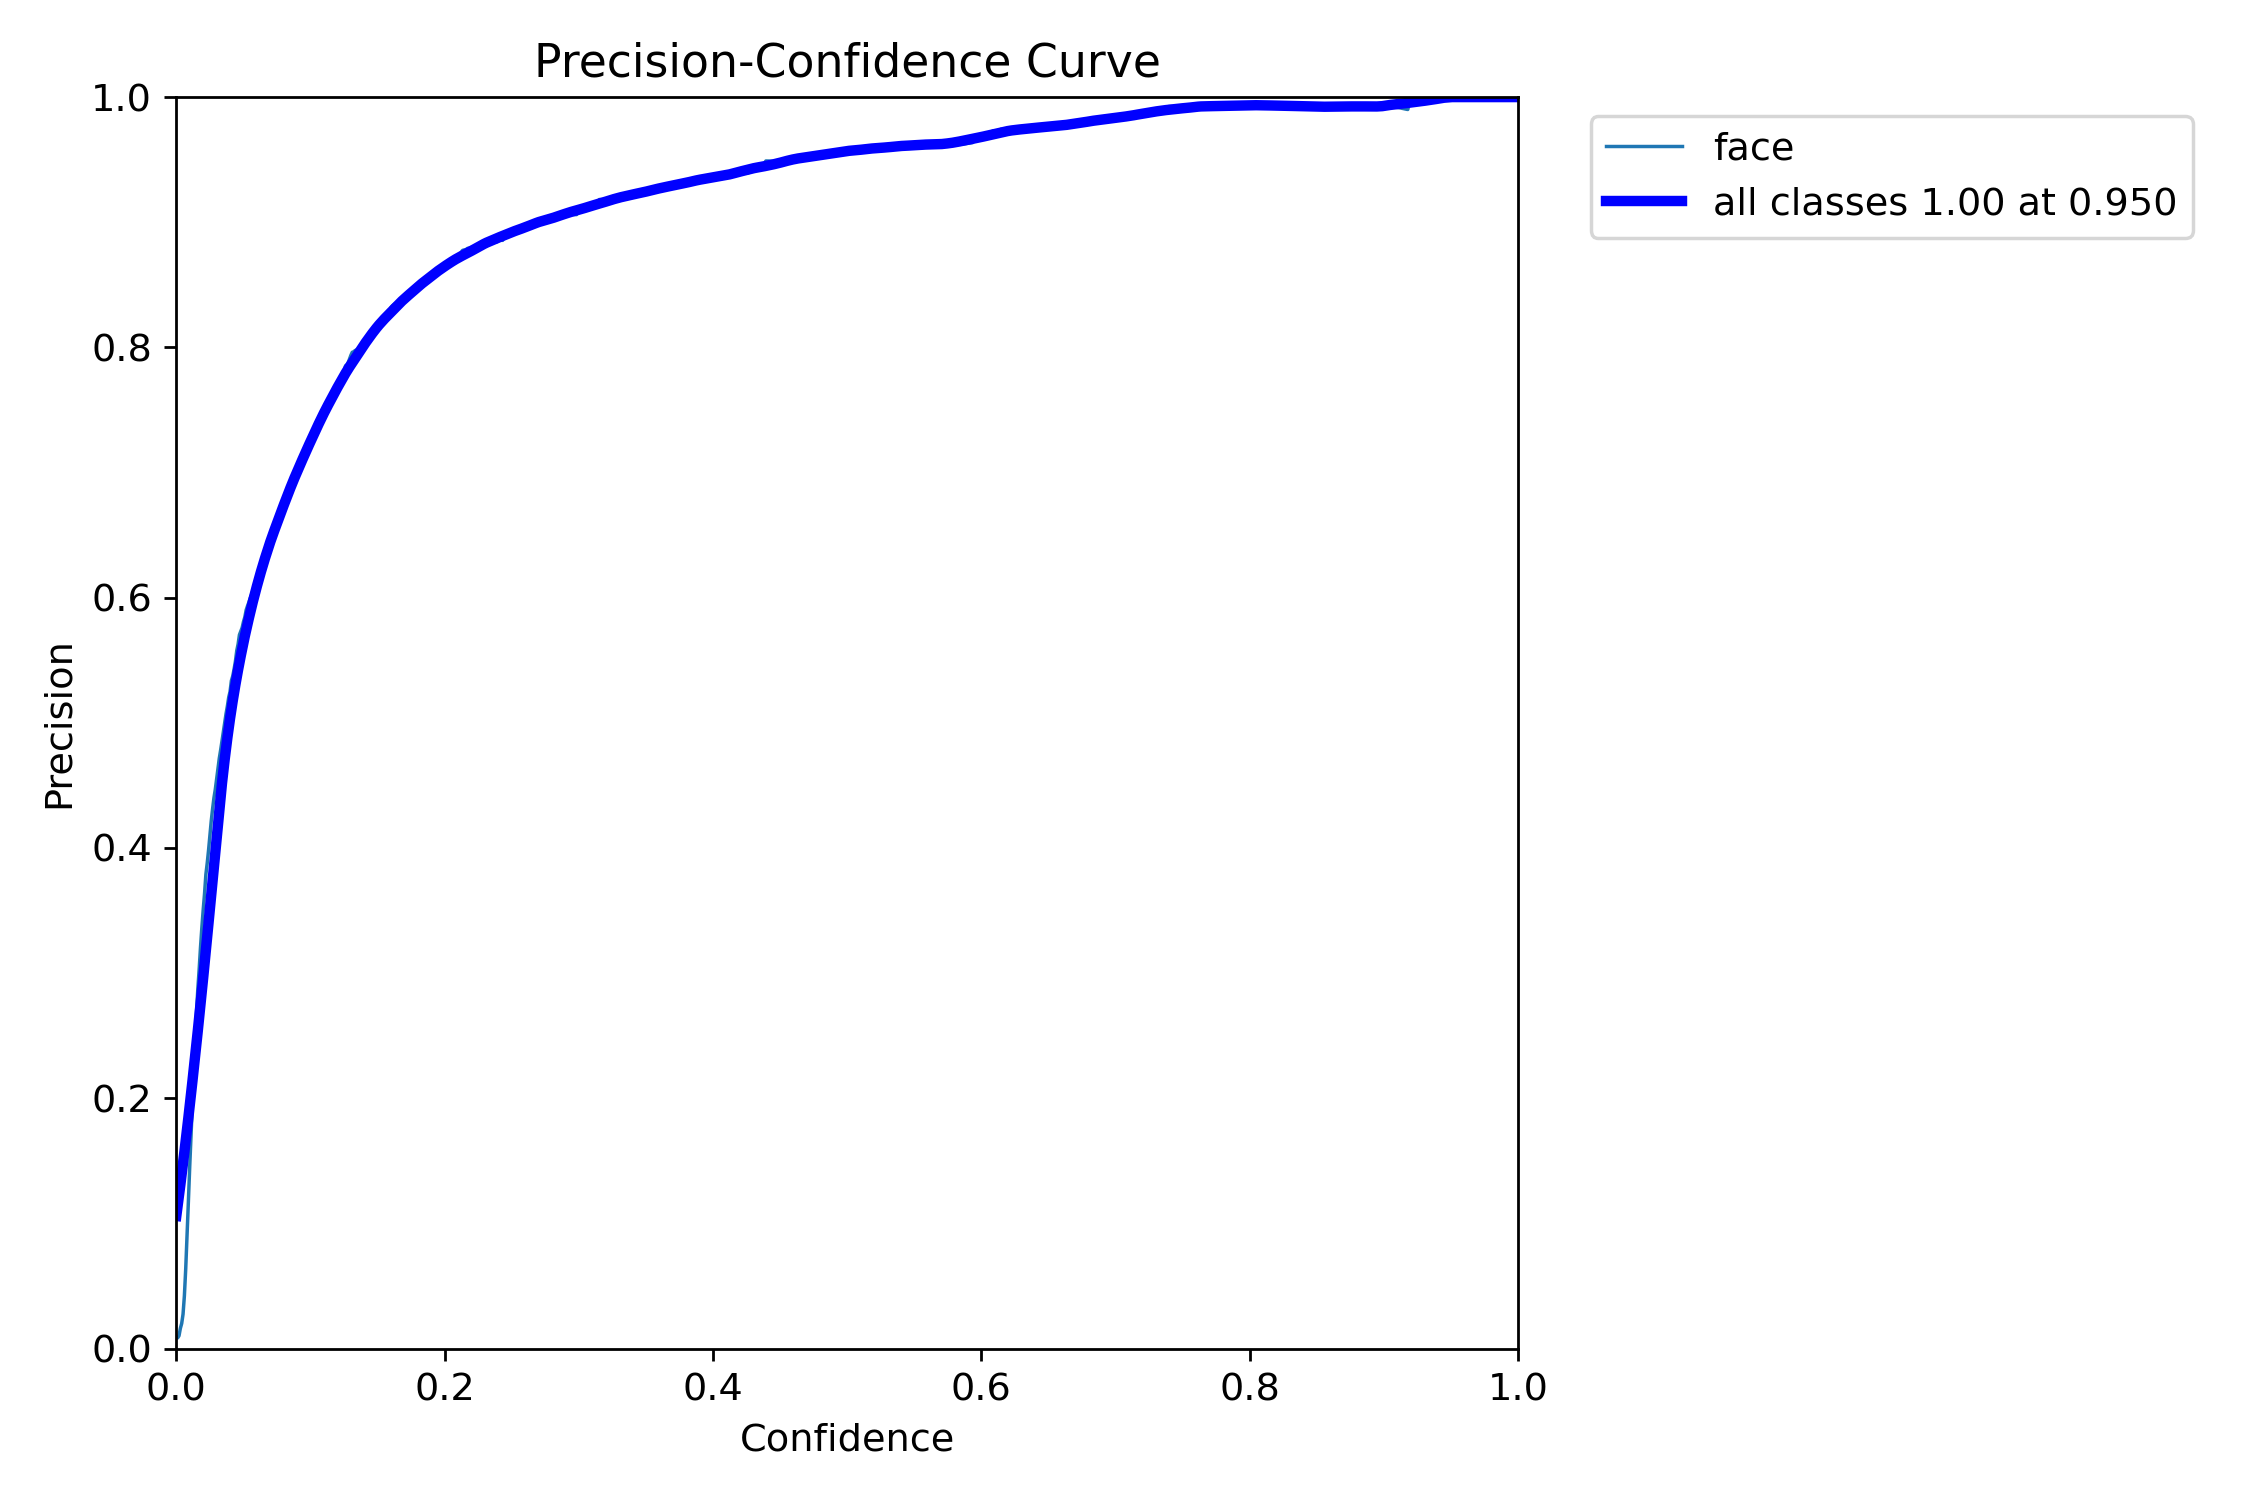 Precision-Confidence Curve
1.0
0.8
0.6
0.4
0.2
0.0
Precision
0.0 0.2 0.4 0.6 0.8 1.0
Confidence
face
all classes 1.00 at 0.950